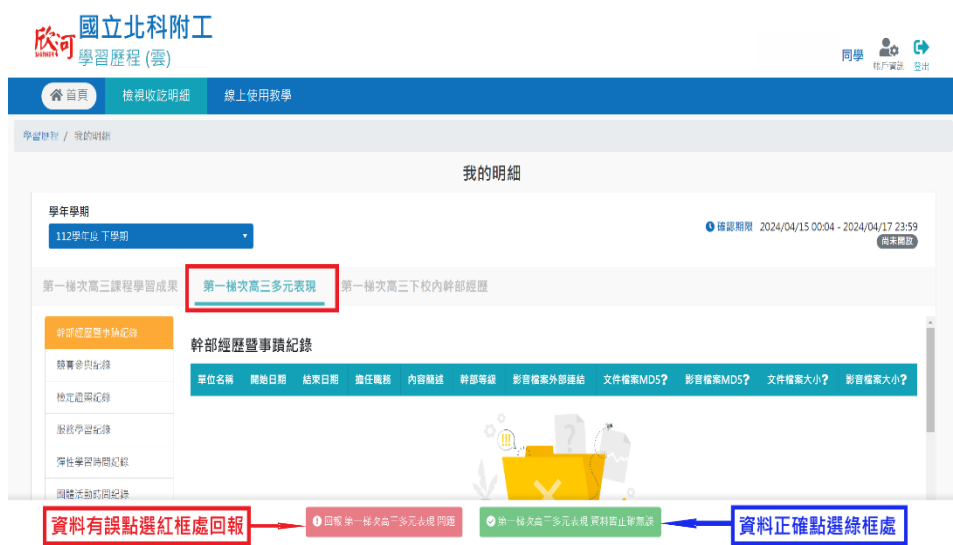 欣河
國立北科附工
學習歷程 (雲)
同學
帳戶資訊
登出
首頁
檢視收訖明細
線上使用教學
學習歷程 / 我的明細
我的明細
學年學期
112學年度 下學期
確認期限 2024/04/15 00:04 - 2024/04/17 23:59
尚未開放
第一梯次高三課程學習成果
第一梯次高三多元表現
第一梯次高三下校內幹部經歷
幹部經歷暨事蹟紀錄
競賽參與紀錄
檢定證照紀錄
服務學習紀錄
彈性學習時間紀錄
團體活動時間紀錄
幹部經歷暨事蹟紀錄
單位名稱 開始日期 結束日期 擔任職務 內容簡述 幹部等級 影音檔案外部連結 文件檔案MD5? 影音檔案MD5? 文件檔案大小? 影音檔案大小?
資料有誤點選紅框處回報
回報 第一梯次高三多元表現 問題
第一梯次高三多元表現 資料皆正確無誤
資料正確點選綠框處